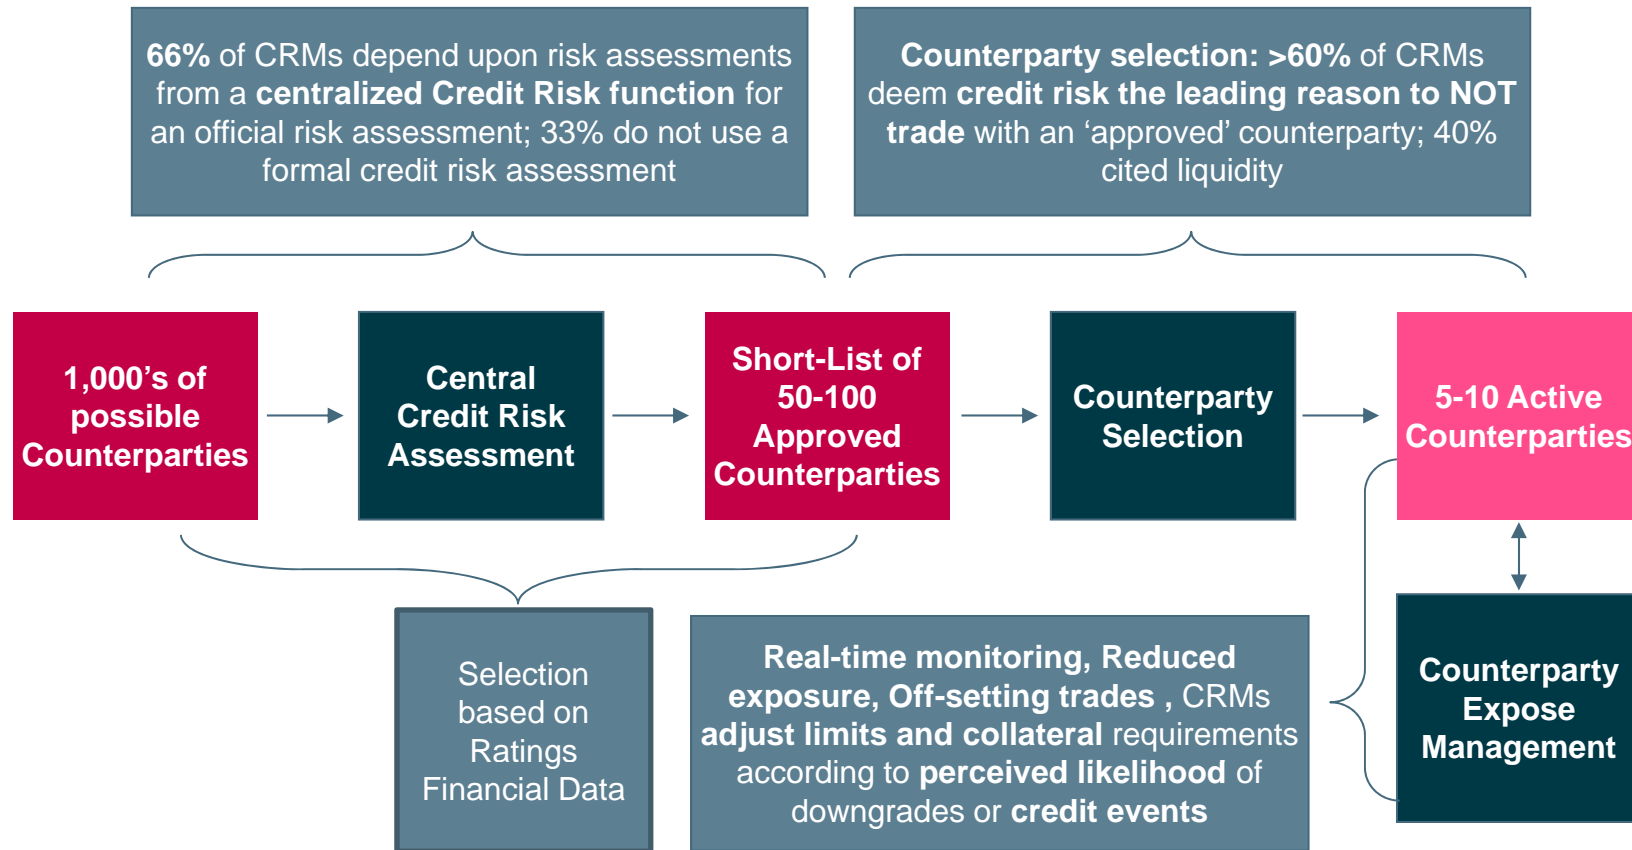 66% of CRMs depend upon risk assessments
from a centralized Credit Risk function for
an official risk assessment; 33% do not use a
formal credit risk assessment
Counterparty selection: >60% of CRMs
deem credit risk the leading reason to NOT
trade with an ‘approved’ counterparty; 40%
cited liquidity
1,000’s of
possible
Counterparties
Central
Credit Risk
Assessment
Short-List of
50-100
Approved
Counterparties
Counterparty
Selection
5-10 Active
Counterparties
Selection
based on
Ratings
Financial Data
Real-time monitoring, Reduced
exposure, Off-setting trades , CRMs
adjust limits and collateral requirements
according to perceived likelihood of
downgrades or credit events
Counterparty
Expose
Management